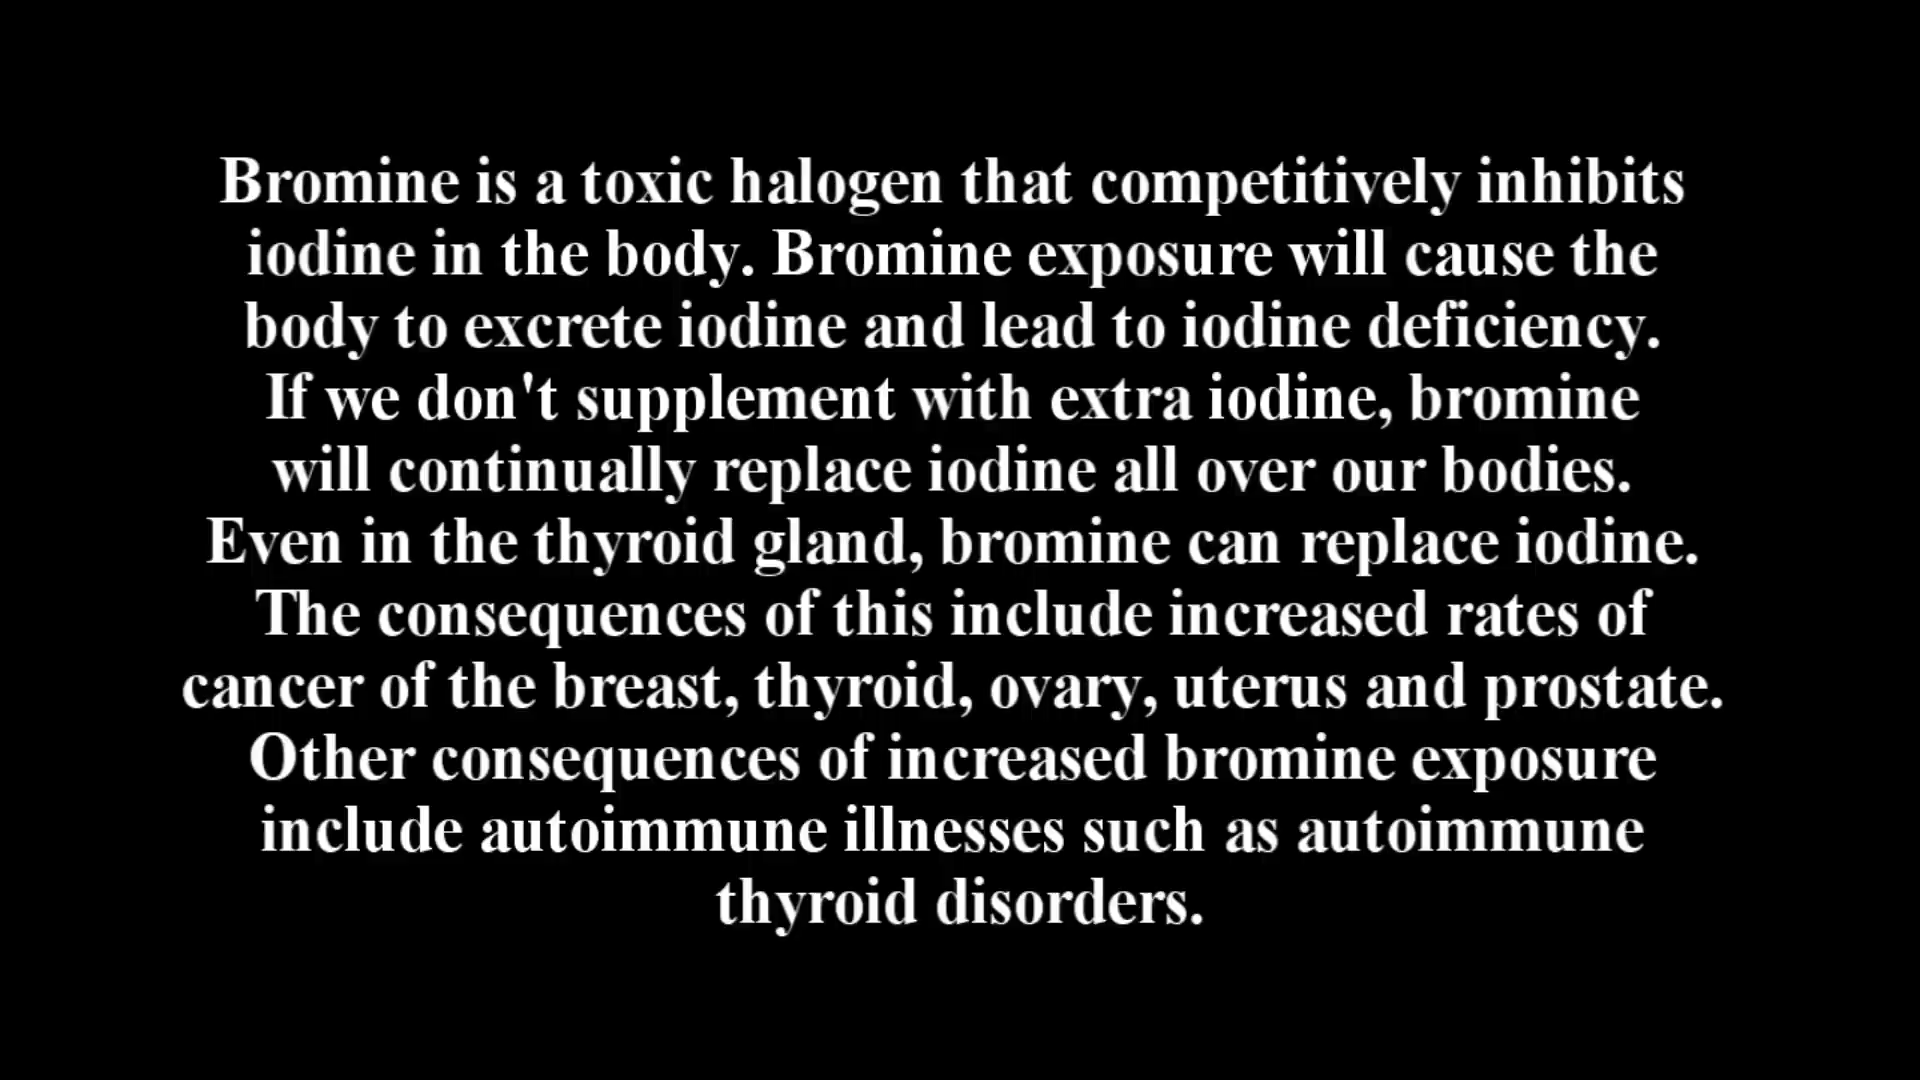 Bromine is a toxic halogen that competitively inhibits
iodine in the body. Bromine exposure will cause the
body to excrete iodine and lead to iodine deficiency.
If we don't supplement with extra iodine, bromine
will continually replace iodine all over our bodies.
Even in the thyroid gland, bromine can replace iodine.
The consequences of this include increased rates of
cancer of the breast, thyroid, ovary, uterus and prostate.
Other consequences of increased bromine exposure
include autoimmune illnesses such as autoimmune
thyroid disorders.